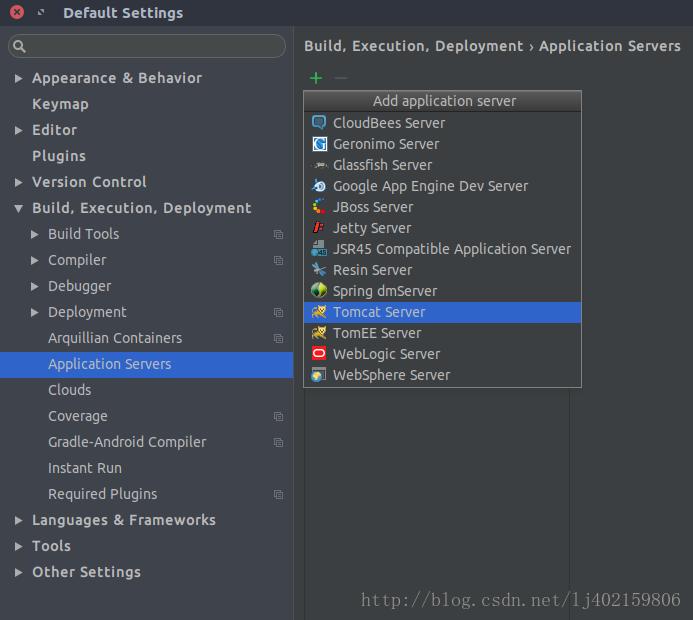 Default Settings
Appearance & Behavior
Keymap
Editor
Plugins
Version Control
Build, Execution, Deployment
Build Tools
Compiler
Debugger
Deployment
Arquillian Containers
Application Servers
Clouds
Coverage
Gradle-Android Compiler
Instant Run
Required Plugins
Languages & Frameworks
Tools
Other Settings
Build, Execution, Deployment › Application Servers
Add application server
CloudBees Server
Geronimo Server
Glassfish Server
Google App Engine Dev Server
JBoss Server
Jetty Server
JSR45 Compatible Application Server
Resin Server
Spring dmServer
Tomcat Server
TomEE Server
WebLogic Server
WebSphere Server
http://blog.csdn.net/lj402159806